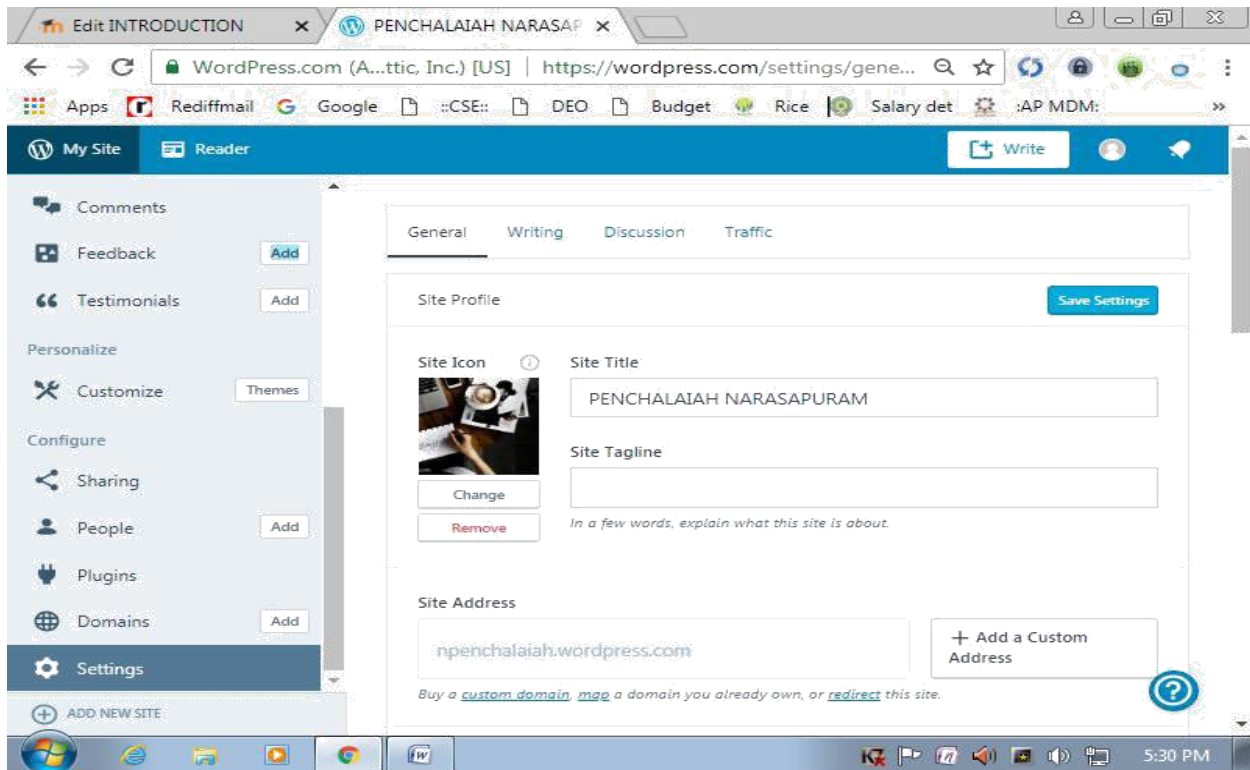 Edit INTRODUCTION
PENCHALAIAH NARASAP
WordPress.com (A...ttic, Inc.) [US] | https://wordpress.com/settings/gene...
Apps Rediffmail Google ::CSE:: DEO Budget Rice Salary det :AP MDM: »
My Site Reader Write
Comments
Feedback Add
Testimonials Add
Personalize
Customize Themes
Configure
Sharing
People Add
Plugins
Domains Add
Settings
ADD NEW SITE
General Writing Discussion Traffic
Site Profile Save Settings
Site Icon
Change
Remove
Site Title
PENCHALAIAH NARASAPURAM
Site Tagline
In a few words, explain what this site is about.
Site Address
npenchalaiah.wordpress.com
+ Add a Custom
Address
Buy a custom domain, map a domain you already own, or redirect this site.
5:30 PM